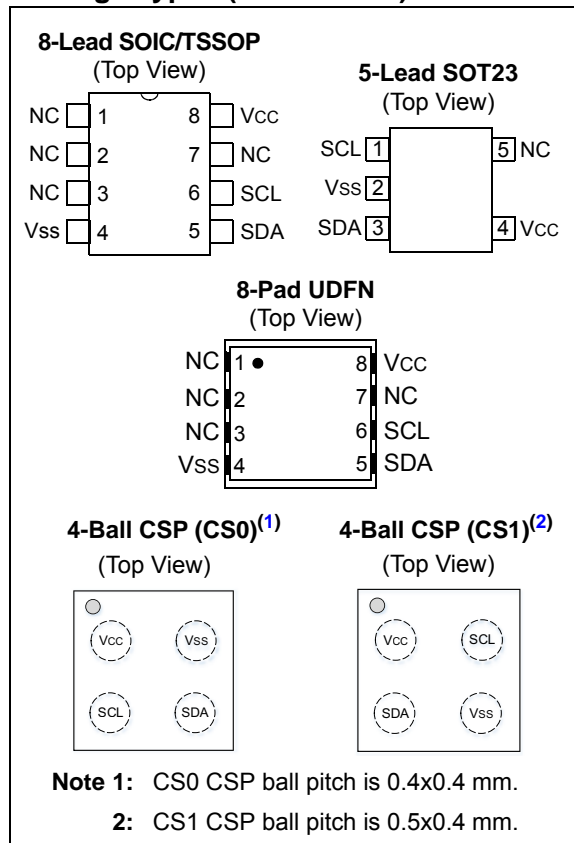 8-Lead SOIC/TSSOP
(Top View)
NC 1 8 VCC
NC 2 7 NC
NC 3 6 SCL
Vss 4 5 SDA
5-Lead SOT23
(Top View)
SCL 1 5 NC
Vss 2
SDA 3 4 VCC
8-Pad UDFN
(Top View)
NC 1 8 VCC
NC 2 7 NC
NC 3 6 SCL
VSS 4 5 SDA
4-Ball CSP (CS0)(1)
(Top View)
Vcc Vss
SCL SDA
4-Ball CSP (CS1)(2)
(Top View)
Vcc SCL
SDA Vss
Note 1: CS0 CSP ball pitch is 0.4x0.4 mm.
2: CS1 CSP ball pitch is 0.5x0.4 mm.